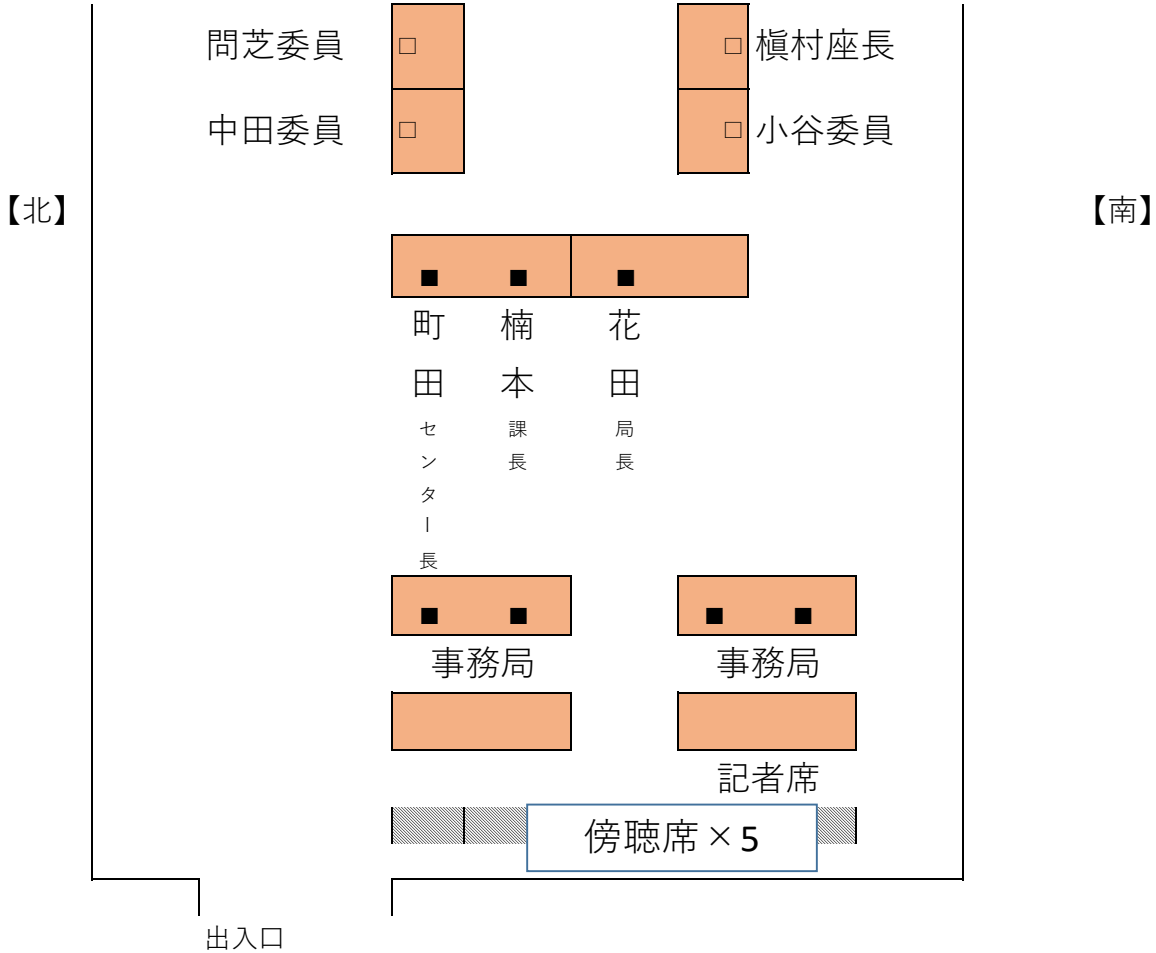 問芝委員
槇村座長
中田委員
小谷委員
【北】
【南】
町田センター長
楠本課長
花田局長
事務局
事務局
記者席
傍聴席×5
出入口